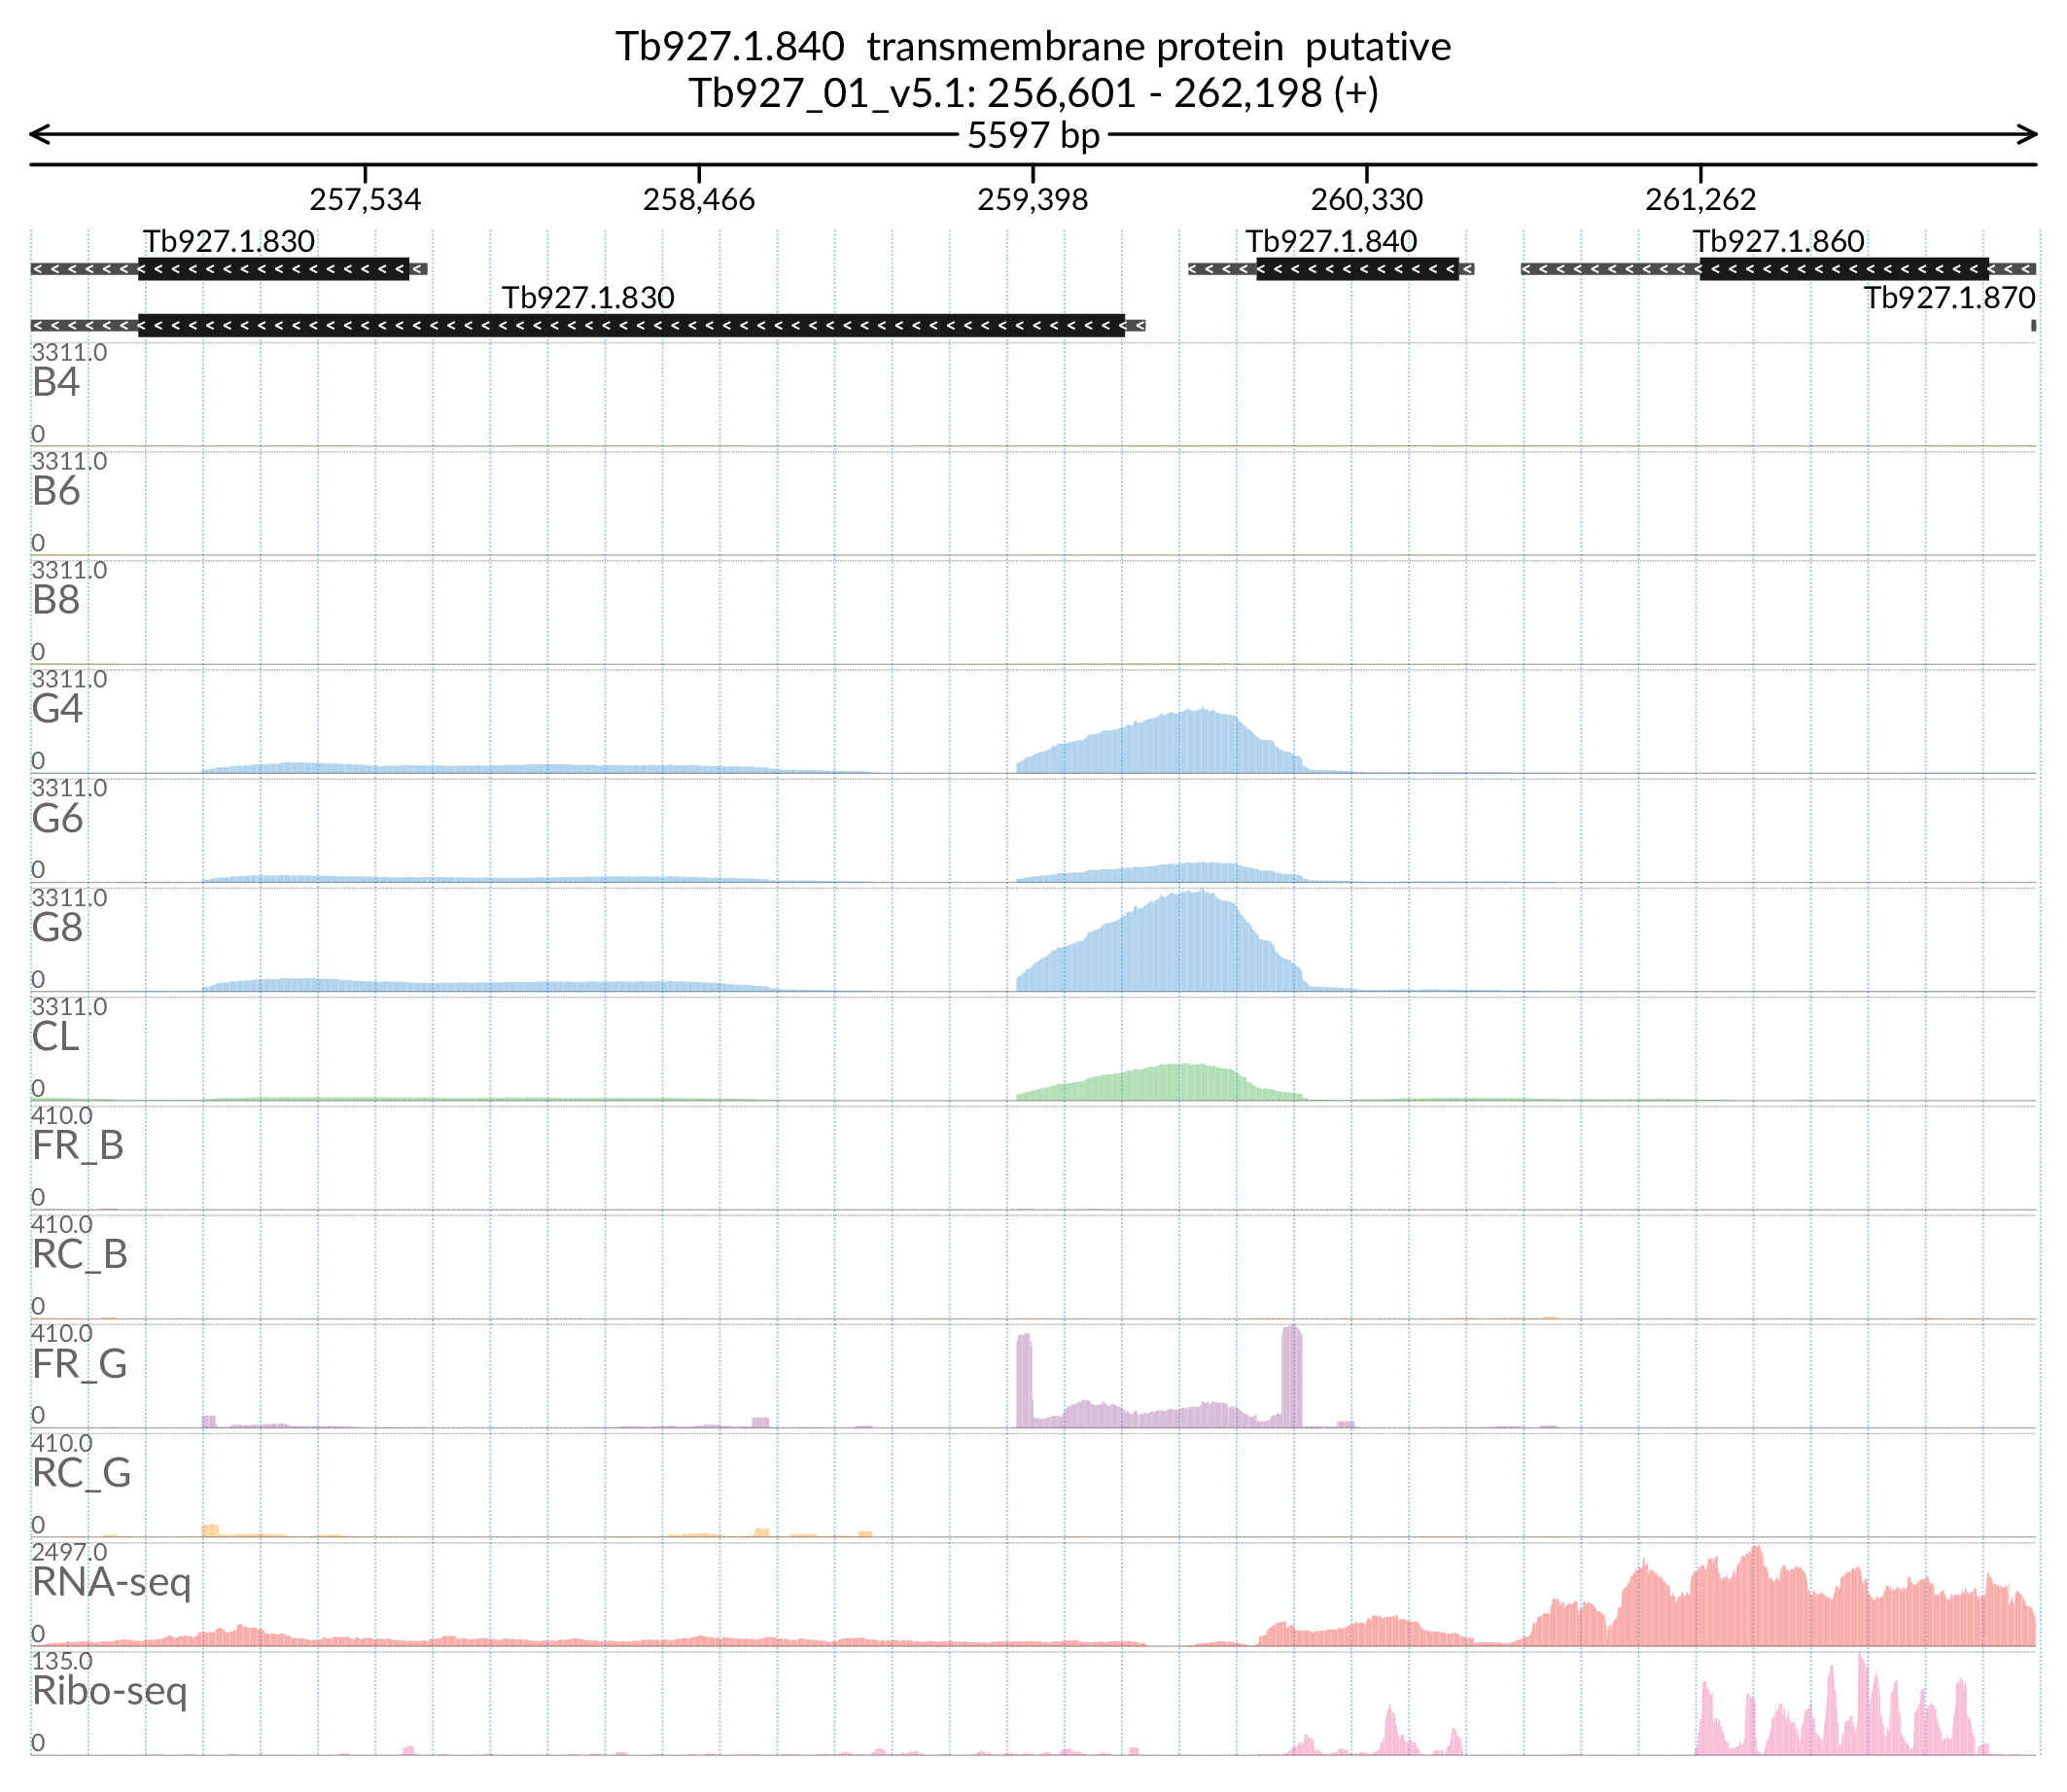 Tb927.1.840  transmembrane protein  putative
Tb927_01_v5.1: 256,601 - 262,198 (+)
5597 bp
257,534 258,466 259,398 260,330 261,262
Tb927.1.830 Tb927.1.840 Tb927.1.860
Tb927.1.830 Tb927.1.870
3311.0
B4
0
3311.0
B6
0
3311.0
B8
0
3311.0
G4
0
3311.0
G6
0
3311.0
G8
0
3311.0
CL
0
410.0
FR_B
0
410.0
RC_B
0
410.0
FR_G
0
410.0
RC_G
0
2497.0
RNA-seq
0
135.0
Ribo-seq
0